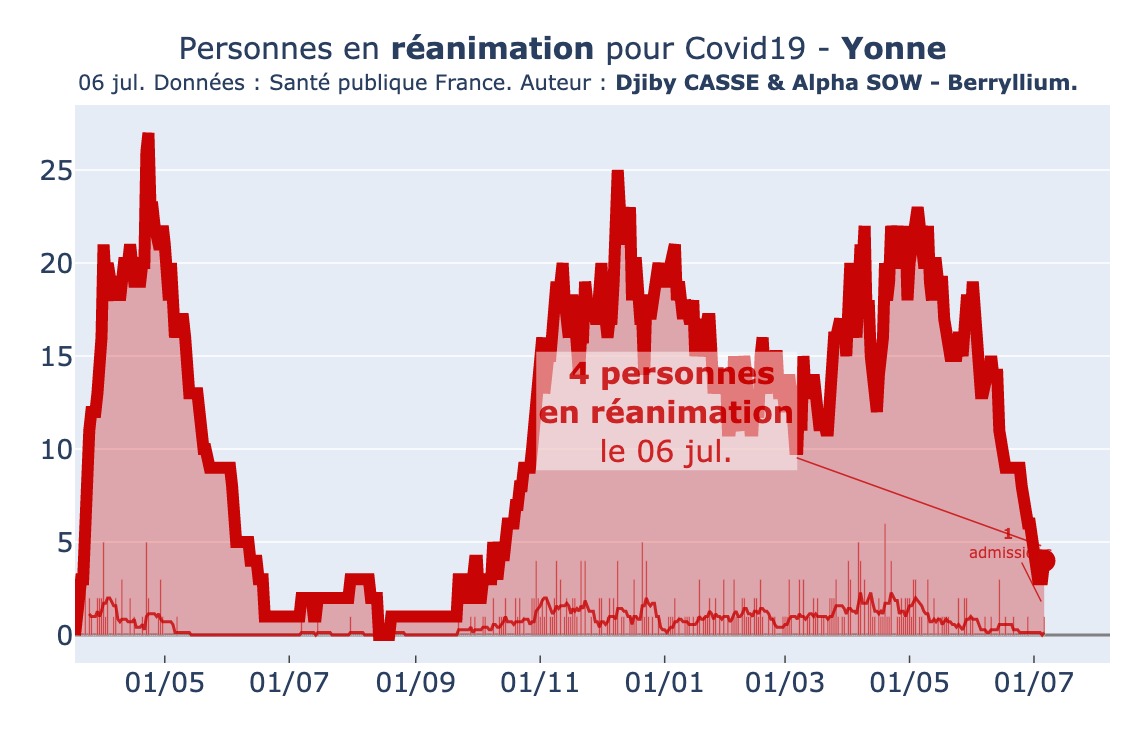 Personnes en réanimation pour Covid19 - Yonne
06 jul. Données : Santé publique France. Auteur : Djiby CASSE & Alpha SOW - Berryllium.
25
20
15
10
5
0
4 personnes
en réanimation
le 06 jul.
1
01/05 01/07 01/09 01/11 01/01 01/03 01/05 01/07